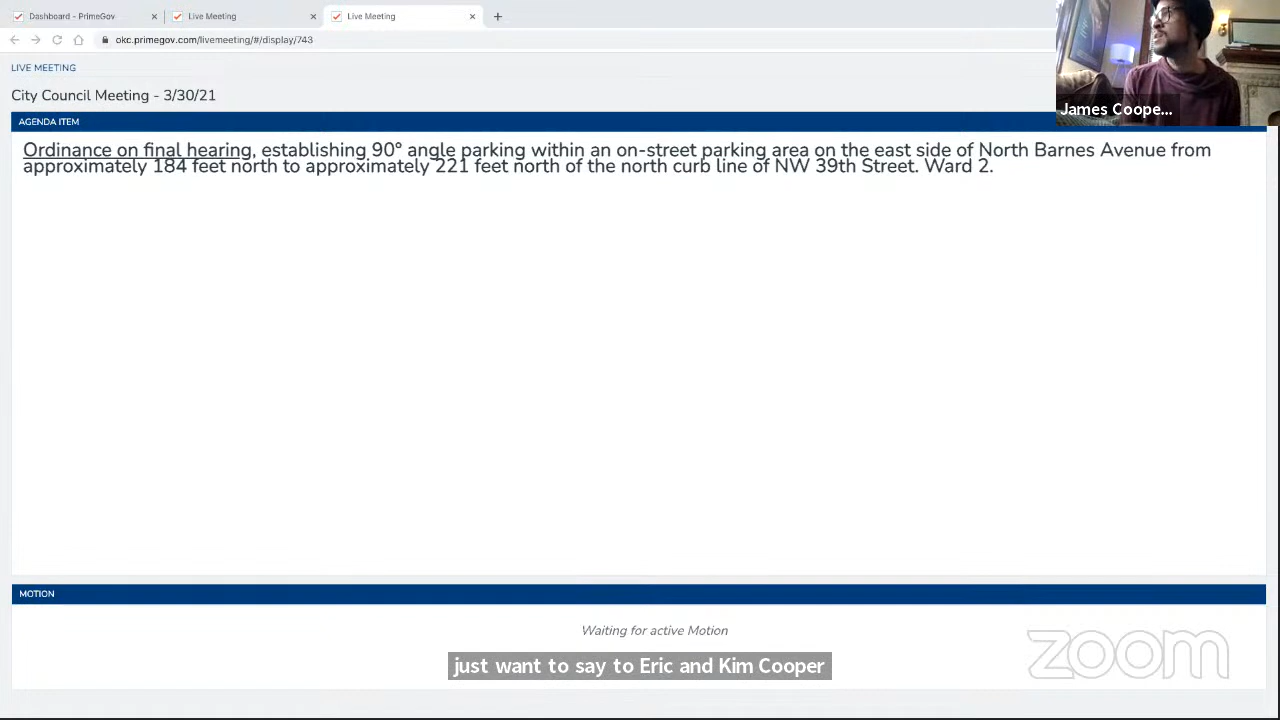 Dashboard - PrimeGov
Live Meeting
Live Meeting
okc.primegov.com/livemeeting/#/display/743
LIVE MEETING
City Council Meeting - 3/30/21
James Coope...
AGENDA ITEM
Ordinance on final hearing, establishing 90° angle parking within an on-street parking area on the east side of North Barnes Avenue from
approximately 184 feet north to approximately 221 feet north of the north curb line of NW 39th Street. Ward 2.
MOTION
Waiting for active Motion
zoom
just want to say to Eric and Kim Cooper